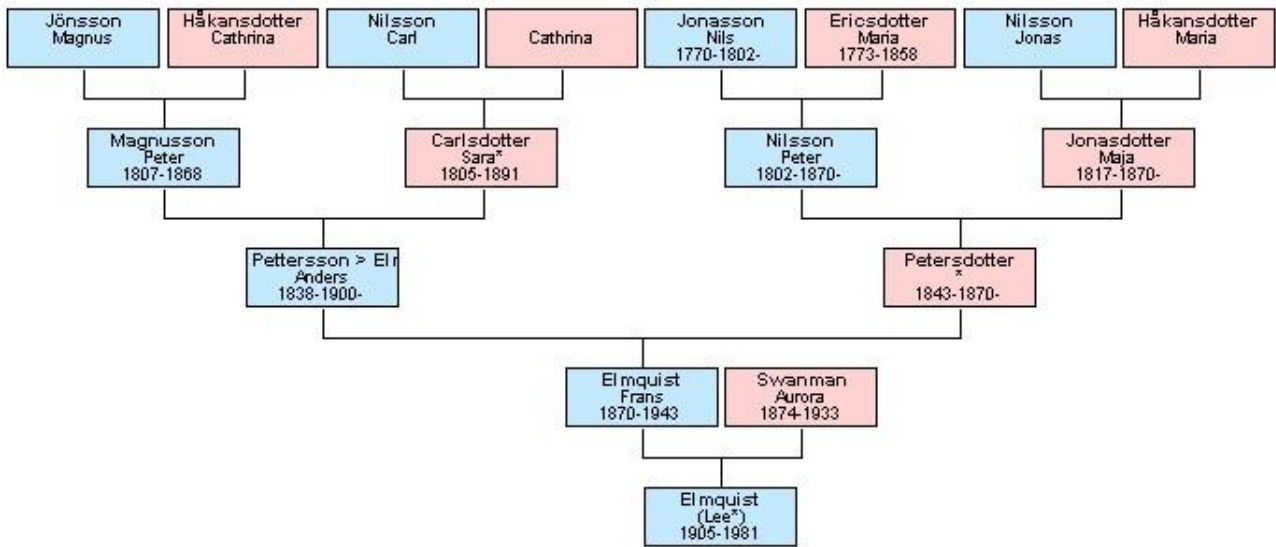 Jönsson
Magnus
Håkansdotter
Cathrina
Nilsson
Carl
Cathrina
Jonasson
Nils
1770-1802-
Ericsdotter
Maria
1773-1858
Nilsson
Jonas
Håkansdotter
Maria
Magnusson
Peter
1807-1868
Carlsdotter
Sara*
1805-1891
Nilsson
Peter
1802-1870-
Jonasdotter
Maja
1817-1870-
Pettersson > Elr
Anders
1838-1900-
Petersdotter
*
1843-1870-
Elmquist
Frans
1870-1943
Swanman
Aurora
1874-1933
Elmquist
(Lee*)
1905-1981